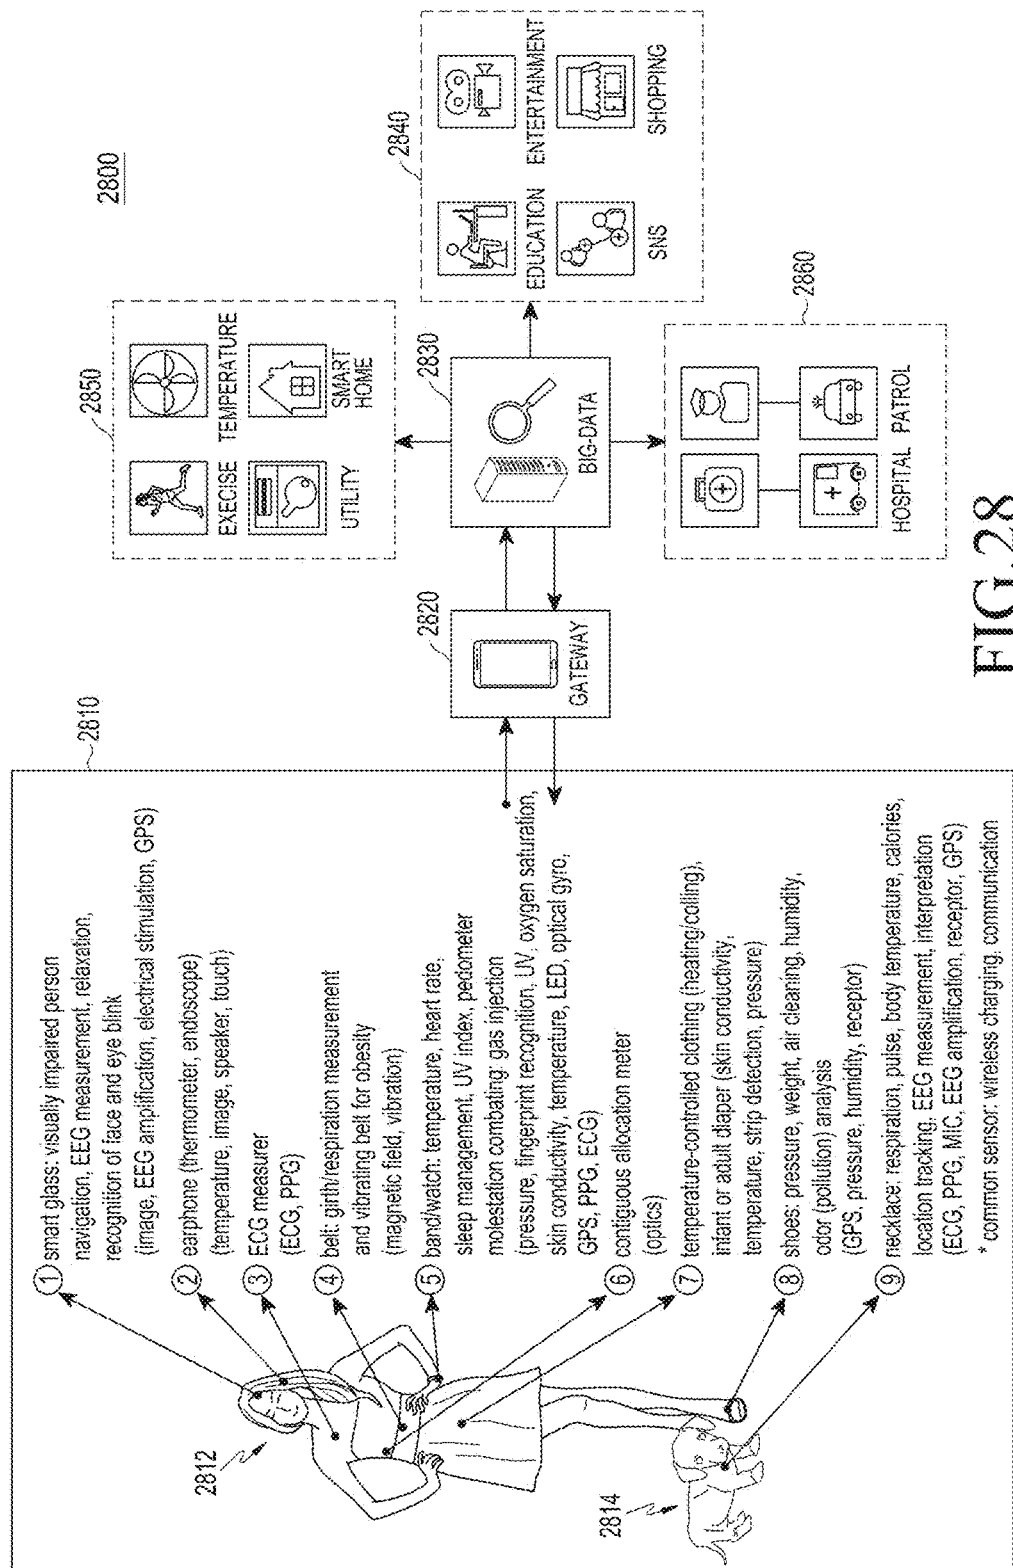 2800
2810
2812
2814
① smart glass: visually impaired person
navigation, EEG measurement, relaxation,
recognition of face and eye blink
(image, EEG amplification, electrical stimulation, GPS)
② earphone (thermometer, endoscope)
(temperature, image, speaker, touch)
③ ECG measurer
(ECG, PPG)
④ belt: girth/respiration measurement
and vibrating belt for obesity
(magnetic field, vibration)
⑤ band/watch: temperature, heart rate,
sleep management, UV index, pedometer
molestation combating: gas injection
(pressure, fingerprint recognition, UV, oxygen saturation,
skin conductivity, temperature, LED, optical gyro,
GPS, PPG, ECG)
⑥ contiguous allocation meter
(optics)
⑦ temperature-controlled clothing (heating/colling),
infant or adult diaper (skin conductivity,
temperature, strip detection, pressure)
⑧ shoes: pressure, weight, air cleaning, humidity,
odor (pollution) analysis
(GPS, pressure, humidity, receptor)
⑨ necklace: respiration, pulse, body temperature, calories,
location tracking, EEG measurement, interpretation
(ECG, PPG, MIC, EEG amplification, receptor, GPS)
* common sensor: wireless charging, communication
2820
GATEWAY
2830
BIG-DATA
2850
EXECISE
TEMPERATURE
UTILITY
SMART
HOME
2840
EDUCATION
ENTERTAINMENT
SNS
SHOPPING
2860
HOSPITAL
PATROL
FIG.28